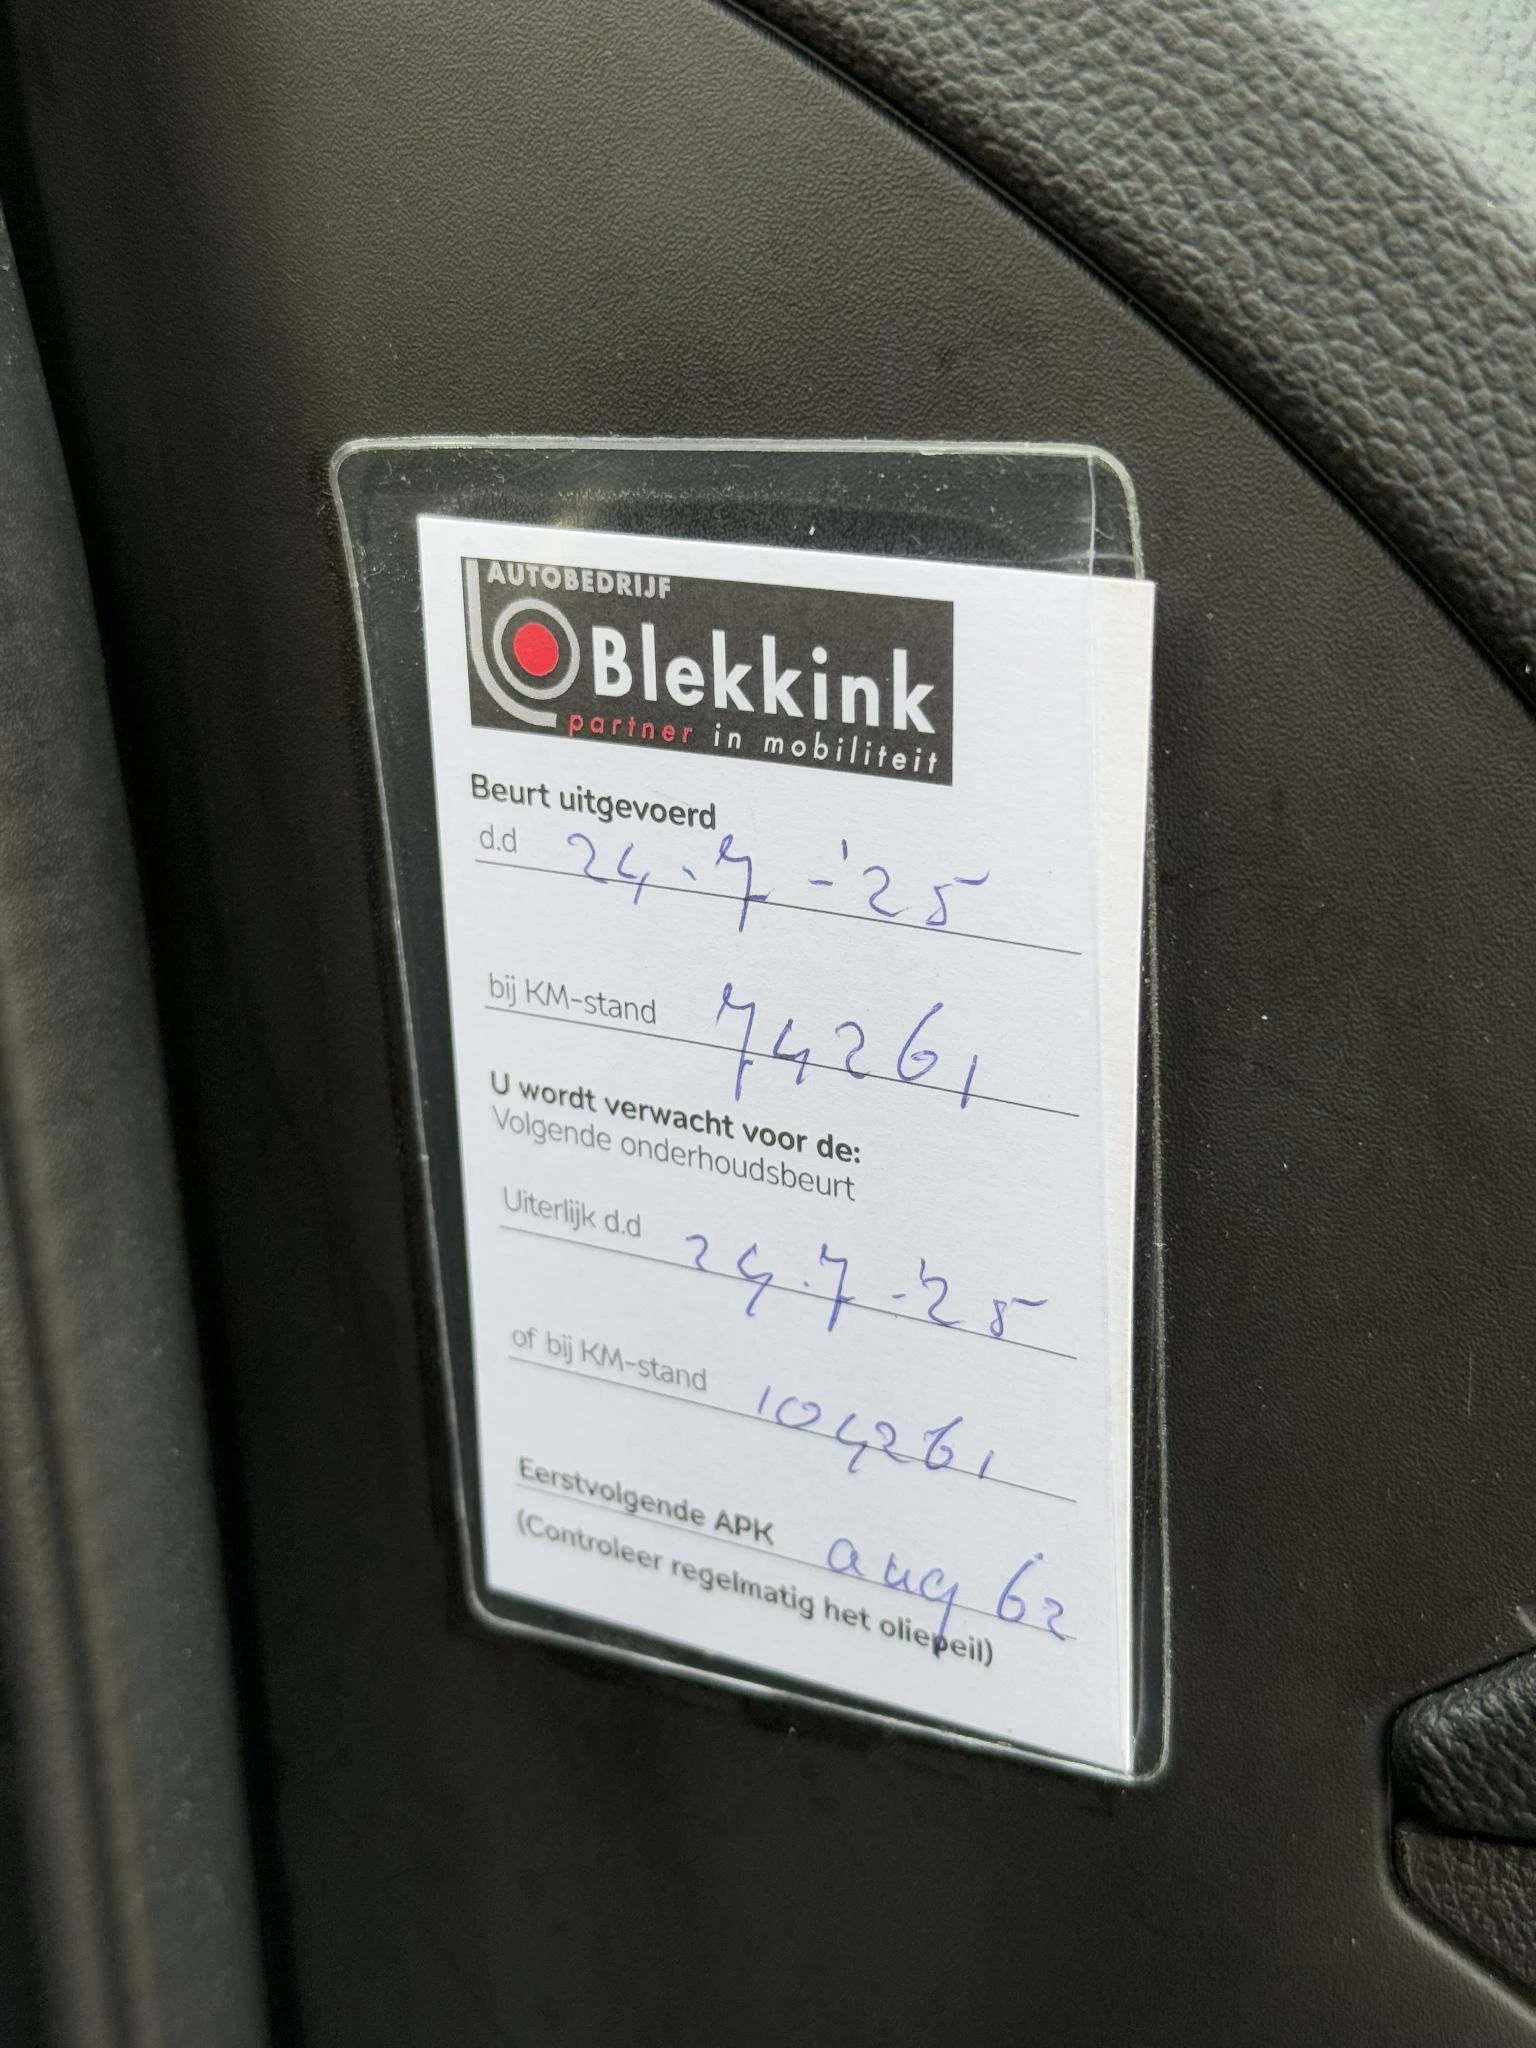 AUTOBEDRIJF
Blekkink
partner in mobiliteit
Beurt uitgevoerd
d.d 24.7-'25
bij KM-stand 74261
U wordt verwacht voor de:
Volgende onderhoudsbeurt
Uiterlijk d.d 24.7-'25
of bij KM-stand 104261
Eerstvolgende APK aug 62
(Controleer regelmatig het oliepeil)